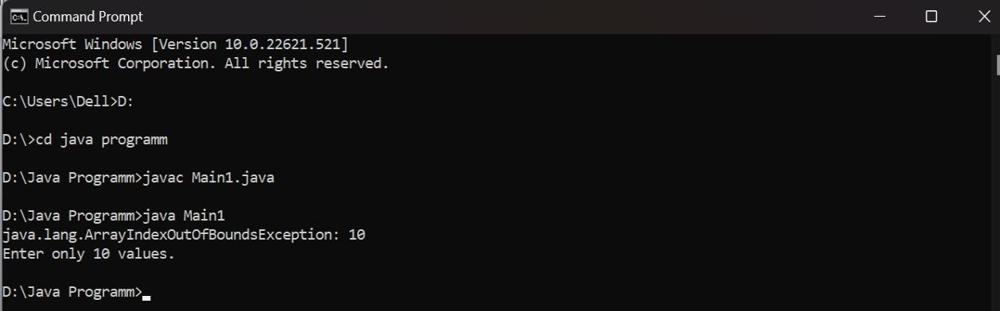 Command Prompt
Microsoft Windows [Version 10.0.22621.521]
(c) Microsoft Corporation. All rights reserved.
C:\Users\Dell>D:
D:\>cd java programm
D:\Java Programm>javac Main1.java
D:\Java Programm>java Main1
java.lang.ArrayIndexOutOfBoundsException: 10
Enter only 10 values.
D:\Java Programm>